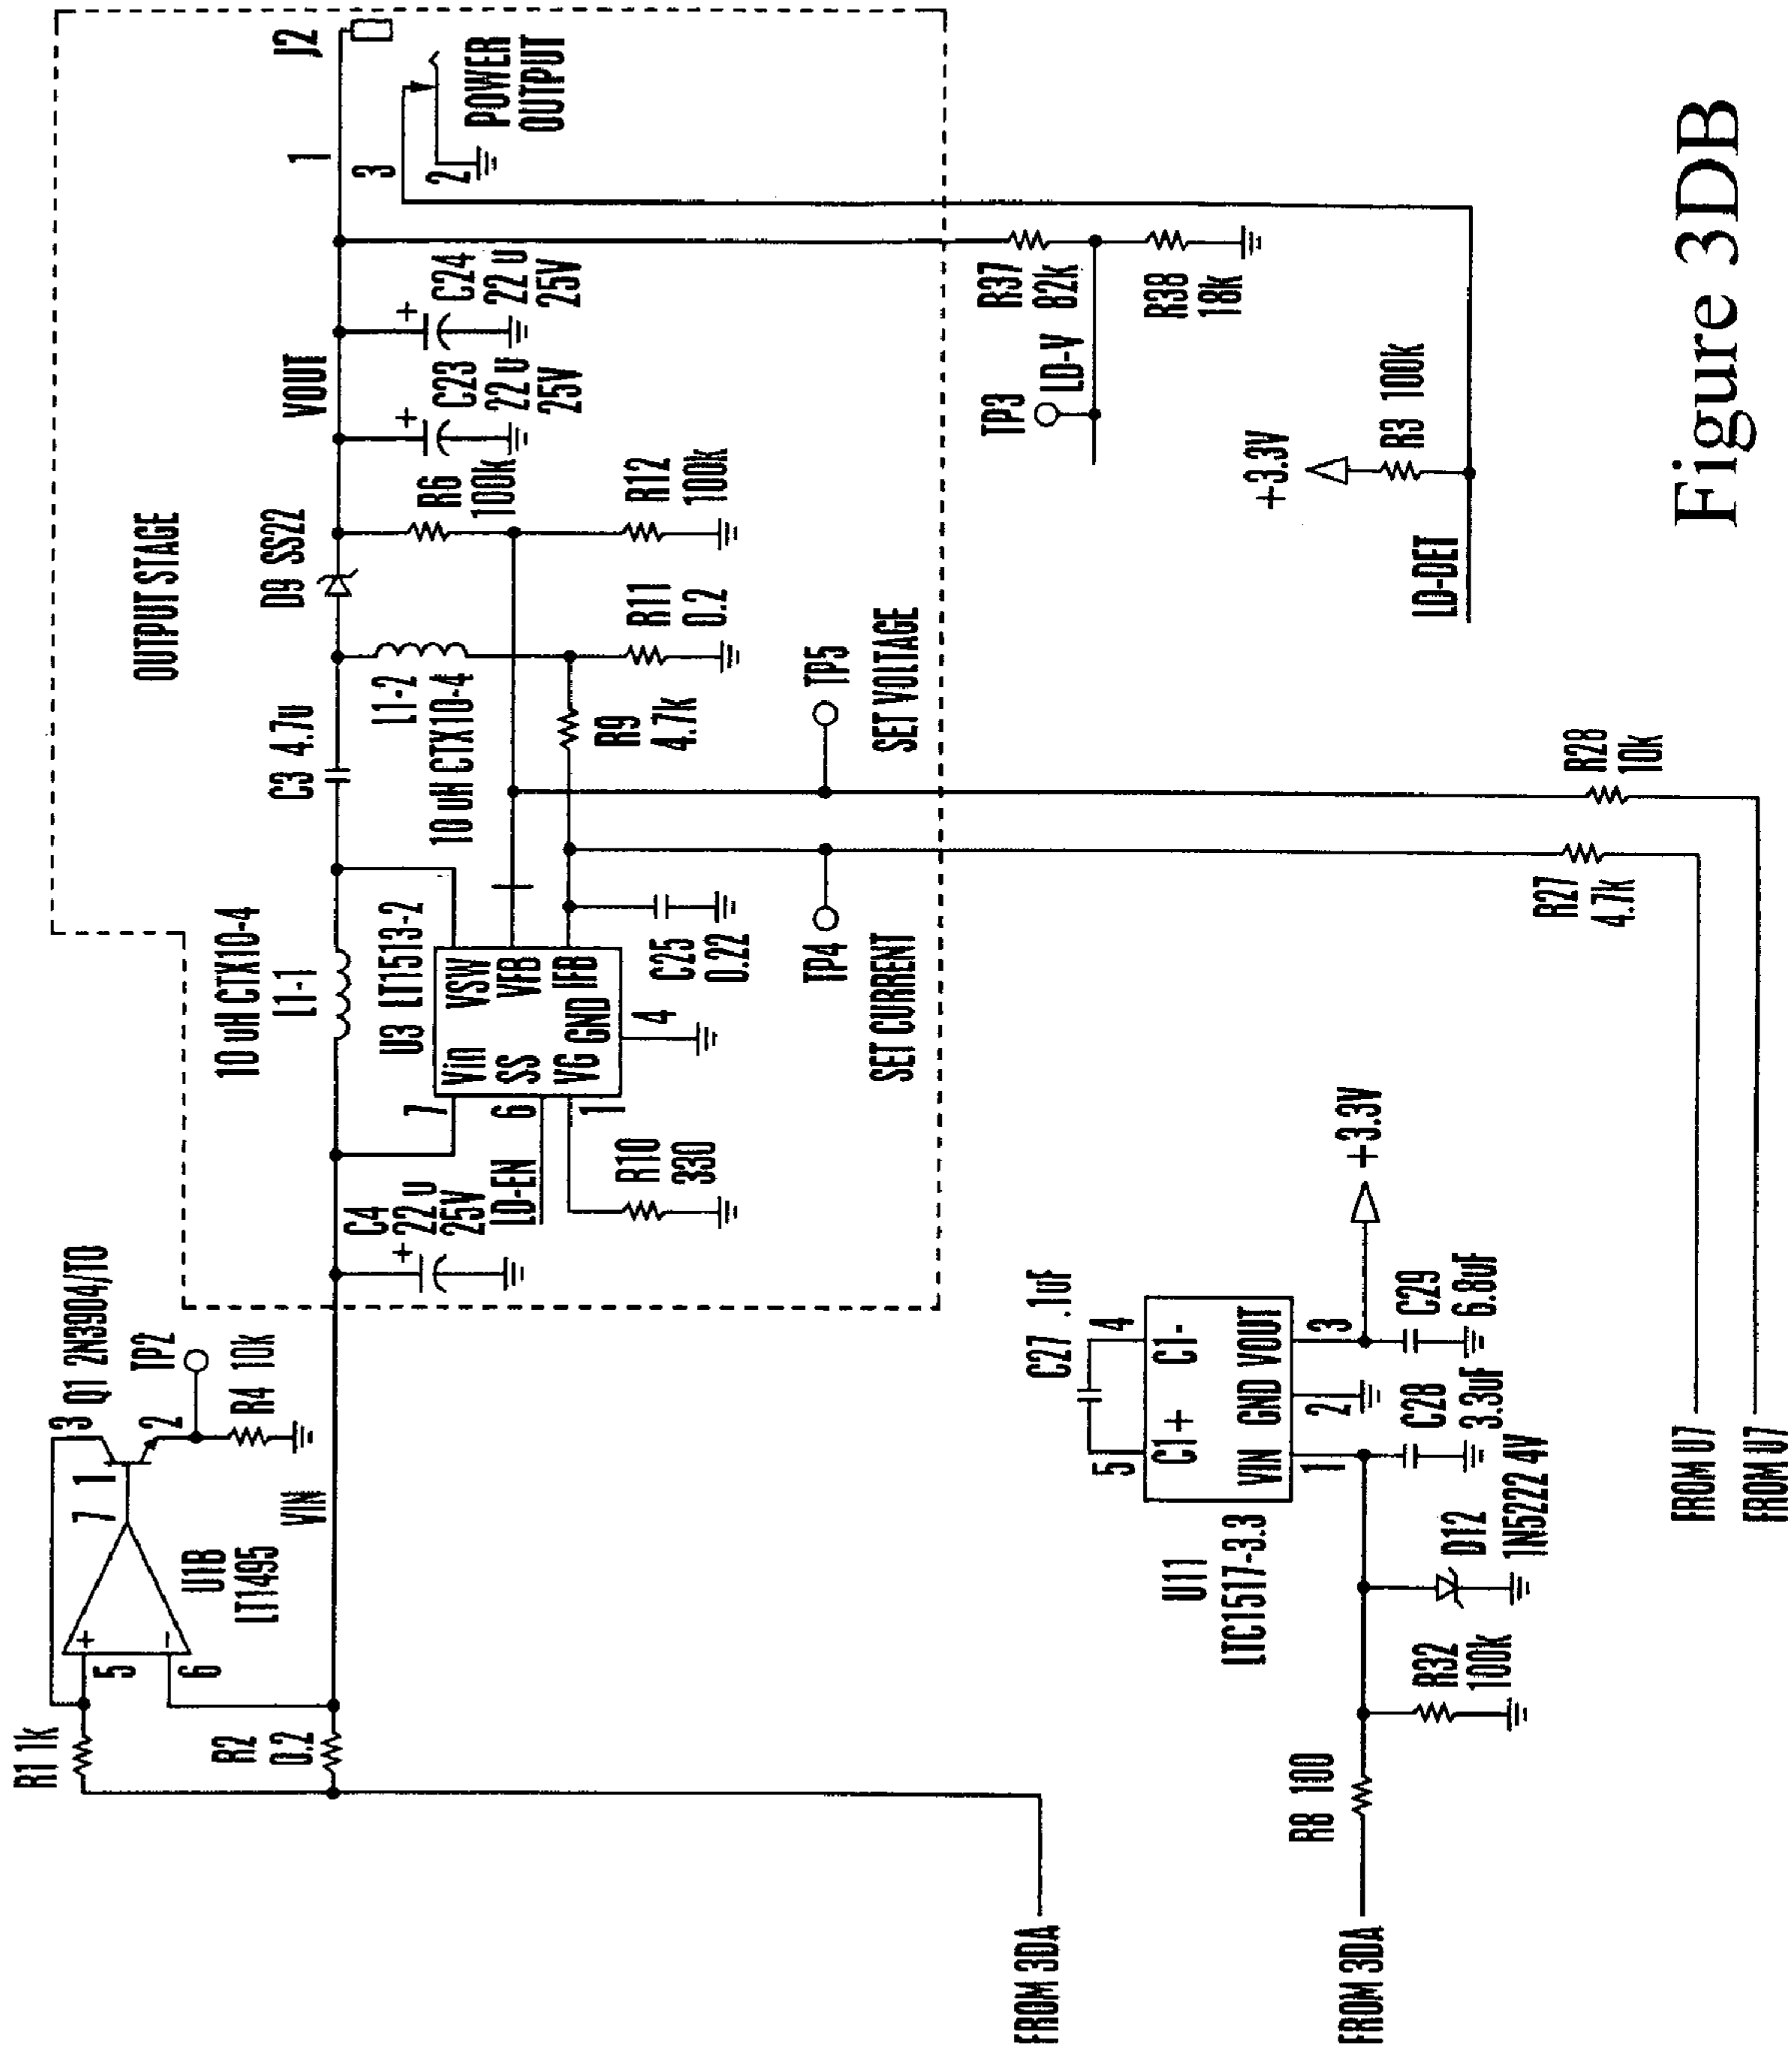 OUTPUT STAGE
10 uH CTX10-4
L1-1
C3 4.7u
D9 SS22
VOUT
1
J2
3
2
POWER
OUTPUT
R1 1k
R2
0.2
5
6
+
-
7
U1B
LT1495
1
3
2
Q1 2N3904/TO
TP2
R4 10k
VIN
C4
22 u
25V
+
LD-EN
7
6
1
4
U3 LT1513-2
Vin
SS
VG
GND
VSW
VFB
IFB
R10
330
C25
0.22
L1-2
10 uH CTX10-4
R9
4.7k
R11
0.2
R6
100k
R12
100k
+
C23
22 u
25V
+
C24
22 u
25V
TP4
SET CURRENT
TP5
SET VOLTAGE
R37
82k
TP3
LD-V
R38
18k
+3.3V
R3 100k
LD-DET
FROM 3DA
C27 .1uF
5
4
C1+
C1-
VIN
GND
VOUT
1
2
3
U11
LTC1517-3.3
+3.3V
C28
3.3uF
C29
6.8uF
D12
1N5222 4V
R32
100k
R8 100
FROM 3DA
R27
4.7k
R28
10k
FROM U7
FROM U7
Figure 3DB